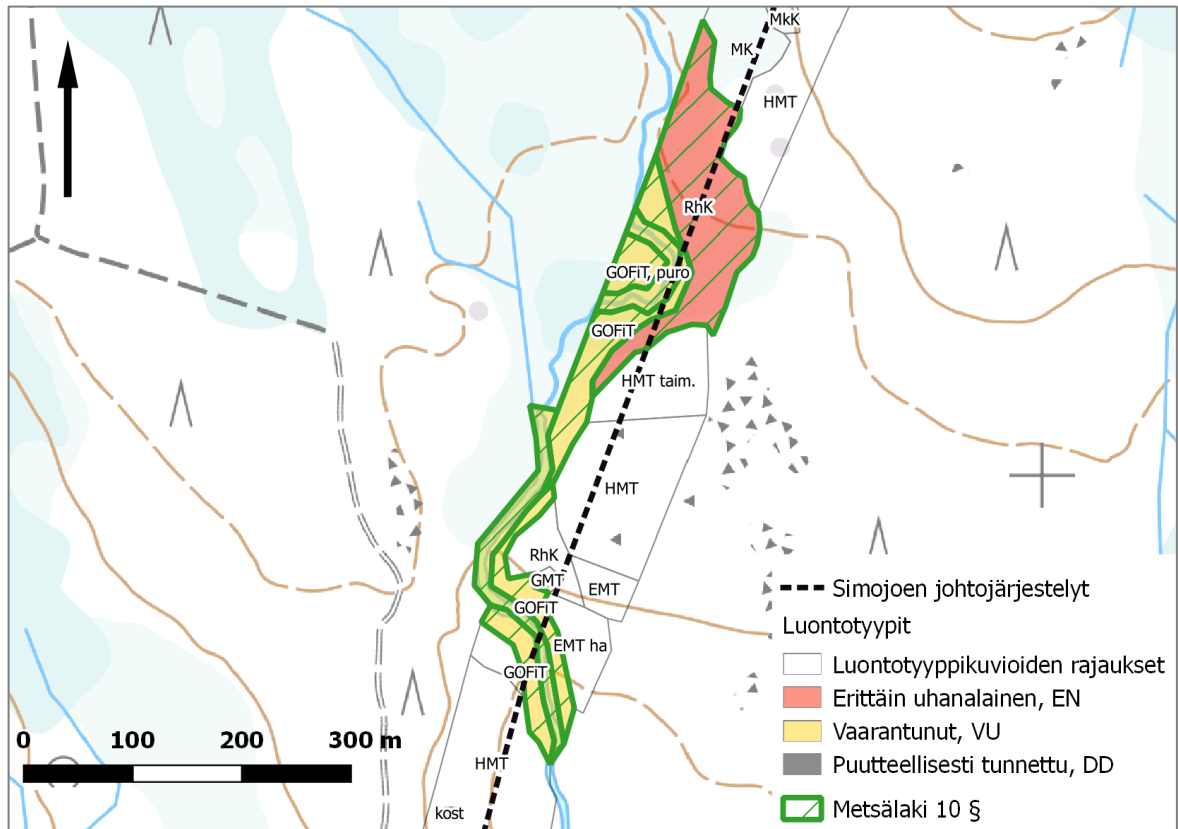 MkK
MK
HMT
RhK
GOFiT, puro
GOFiT
HMT taim.
HMT
RhK
GMT
EMT
GOFiT
EMT ha
GOFiT
HMT
kost
0 100 200 300 m
Simojoen johtojärjestelyt
Luontotyypit
Luontotyyppikuvioiden rajaukset
Erittäin uhanalainen, EN
Vaarantunut, VU
Puutteellisesti tunnettu, DD
Metsälaki 10 §